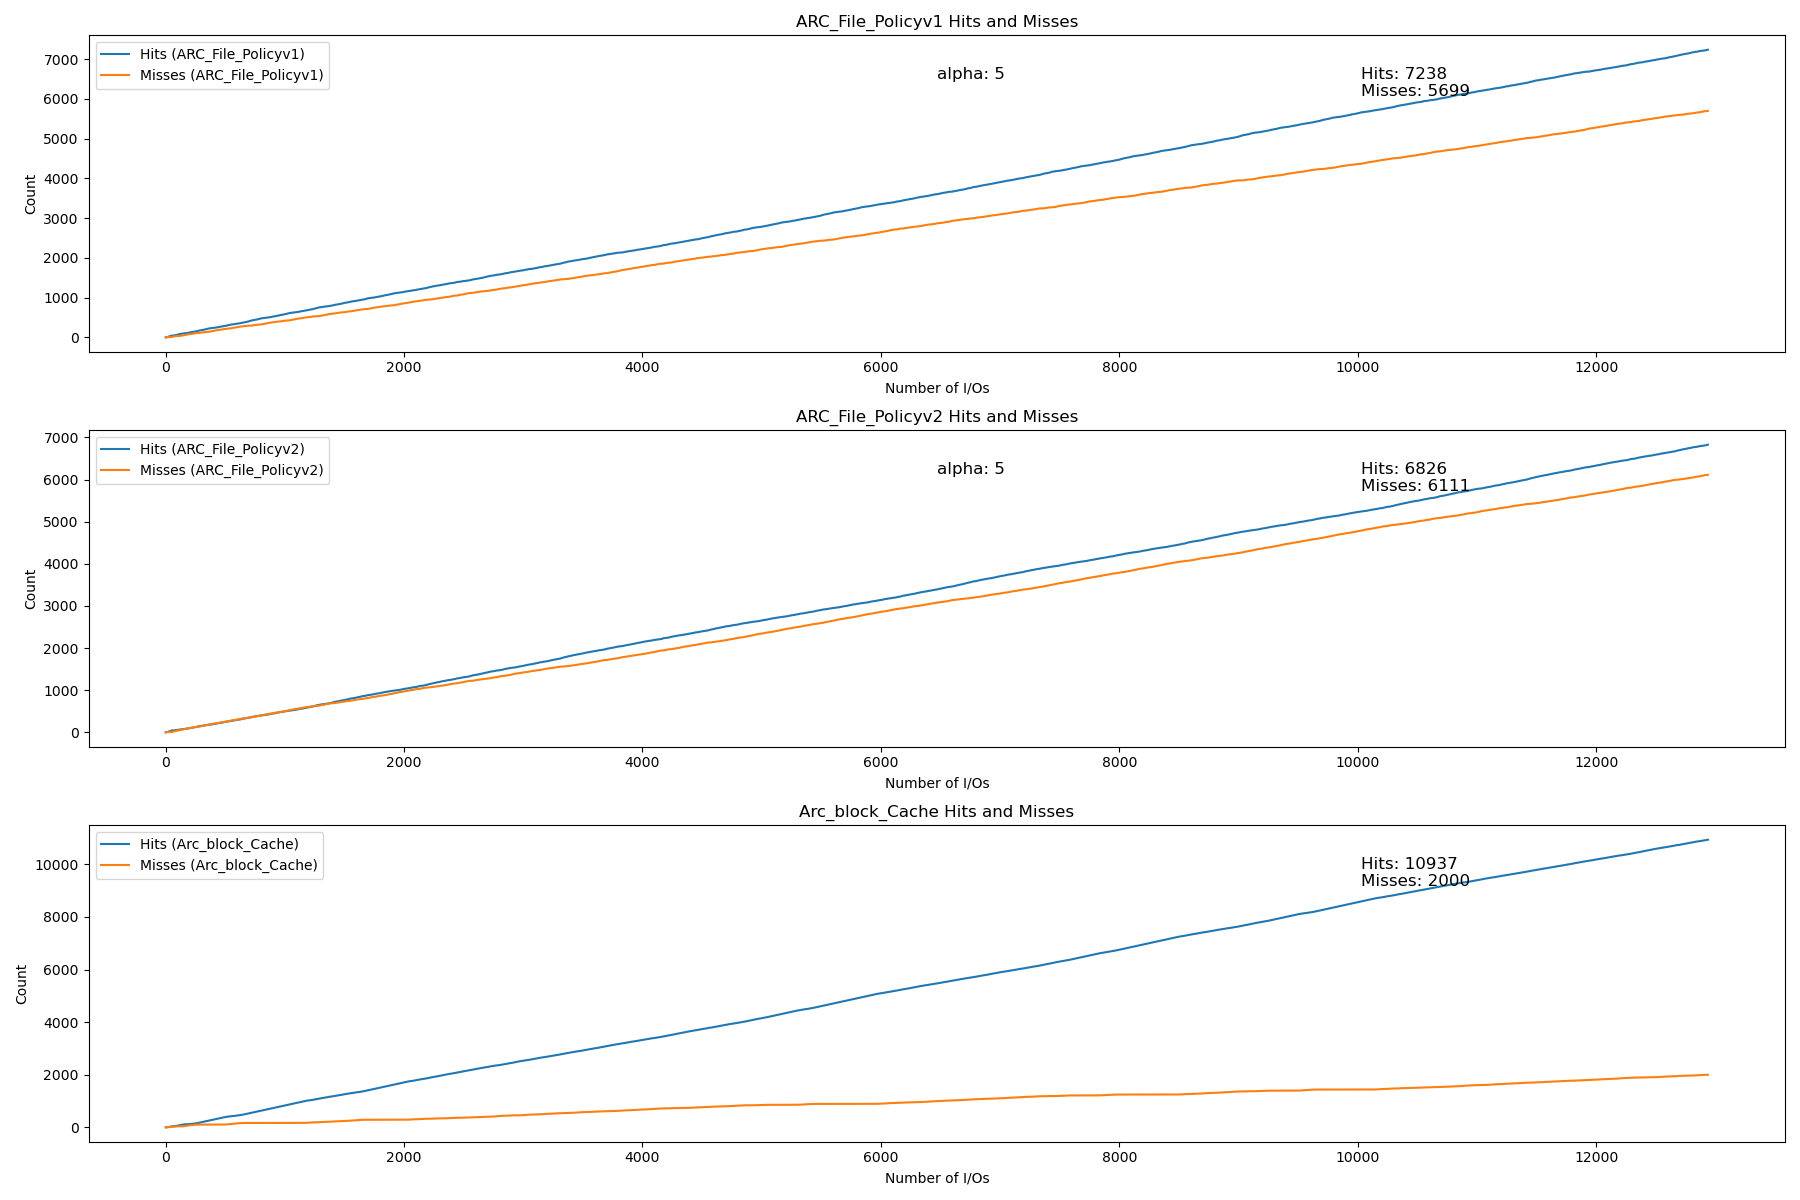 ARC_File_Policyv1 Hits and Misses
Hits (ARC_File_Policyv1)
Misses (ARC_File_Policyv1)
alpha: 5
Hits: 7238
Misses: 5699
7000
6000
5000
4000
3000
2000
1000
0
Count
0 2000 4000 6000 8000 10000 12000
Number of I/Os
ARC_File_Policyv2 Hits and Misses
Hits (ARC_File_Policyv2)
Misses (ARC_File_Policyv2)
alpha: 5
Hits: 6826
Misses: 6111
7000
6000
5000
4000
3000
2000
1000
0
Count
0 2000 4000 6000 8000 10000 12000
Number of I/Os
Arc_block_Cache Hits and Misses
Hits (Arc_block_Cache)
Misses (Arc_block_Cache)
Hits: 10937
Misses: 2000
10000
8000
6000
4000
2000
0
Count
0 2000 4000 6000 8000 10000 12000
Number of I/Os